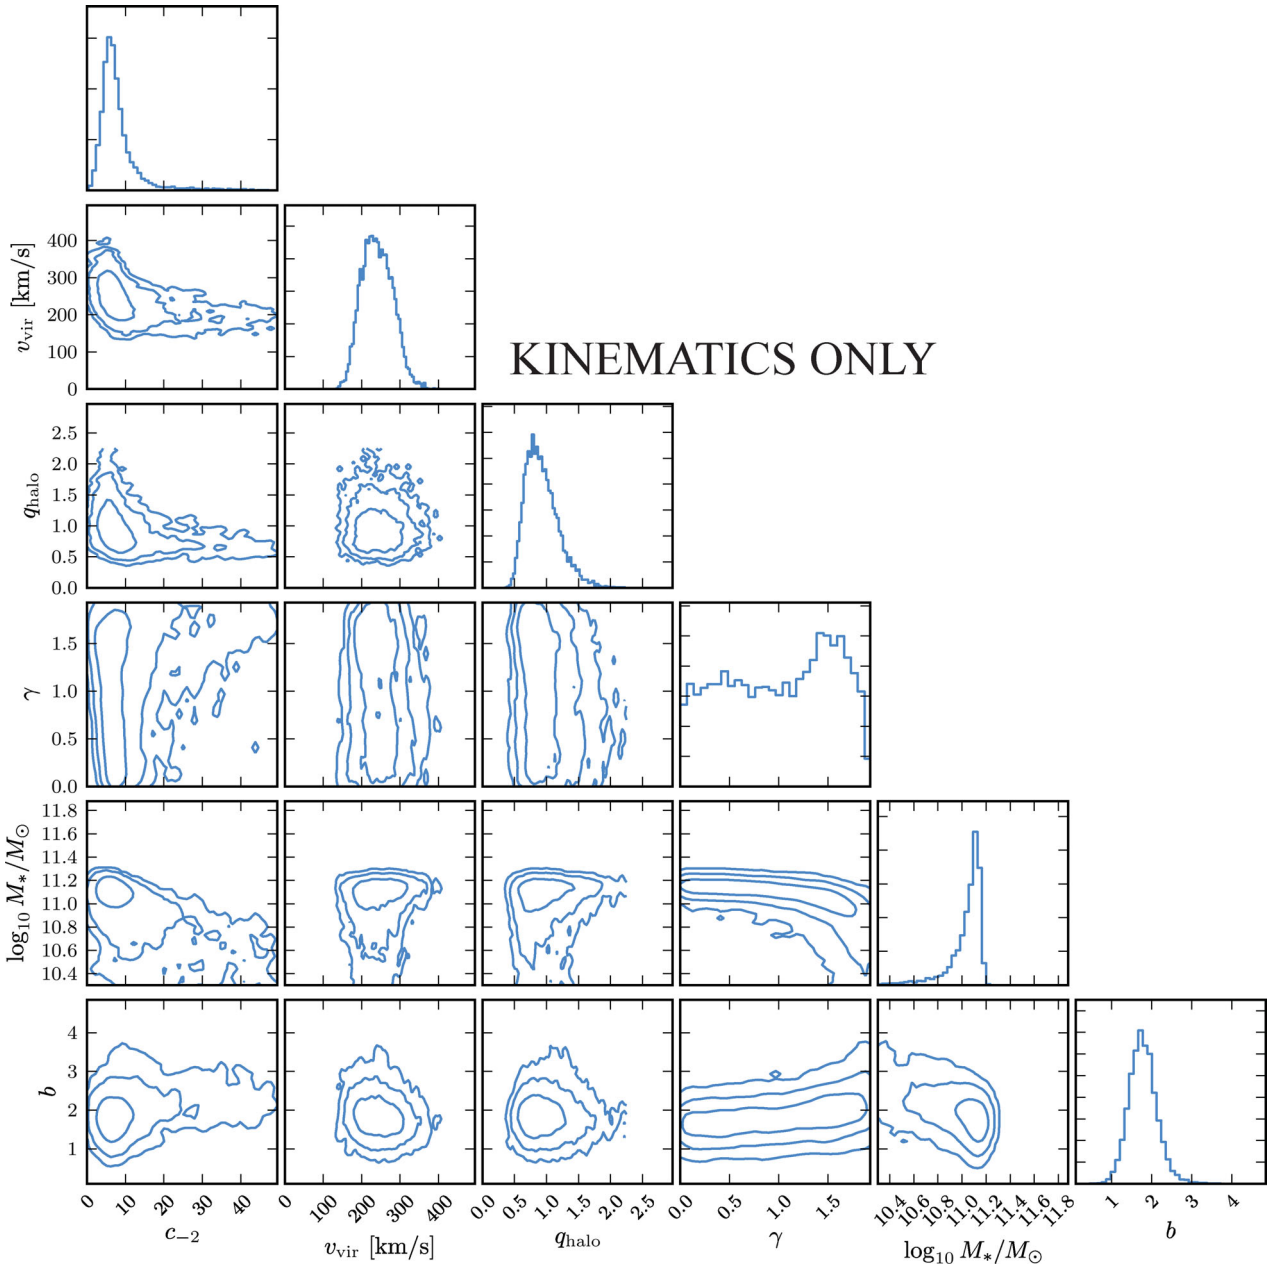 400
300
200
100
0
v_vir [km/s]
KINEMATICS ONLY
2.5
2.0
1.5
1.0
0.5
0.0
q_halo
1.5
1.0
0.5
0.0
γ
11.8
11.6
11.4
11.2
11.0
10.8
10.6
10.4
log₁₀ M_*/M_⊙
4
3
2
1
b
0 10 20 30 40
0 100 200 300 400
0.0 0.5 1.0 1.5 2.0 2.5
0.0 0.5 1.0 1.5
10.4 10.6 10.8 11.0 11.2 11.4 11.6 11.8
1 2 3 4
c₋₂
v_vir [km/s]
q_halo
γ
log₁₀ M_*/M_⊙
b